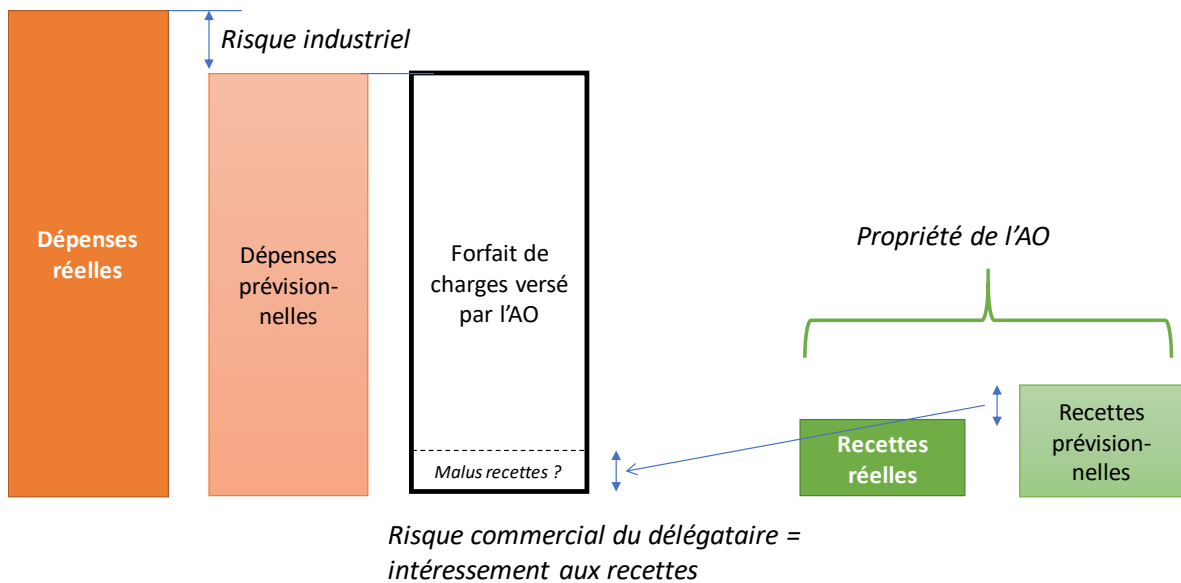 Risque industriel
Dépenses
réelles
Dépenses
prévision-
nelles
Forfait de
charges versé
par l’AO
Malus recettes ?
Propriété de l’AO
Recettes
réelles
Recettes
prévision-
nelles
Risque commercial du délégataire =
intéressement aux recettes